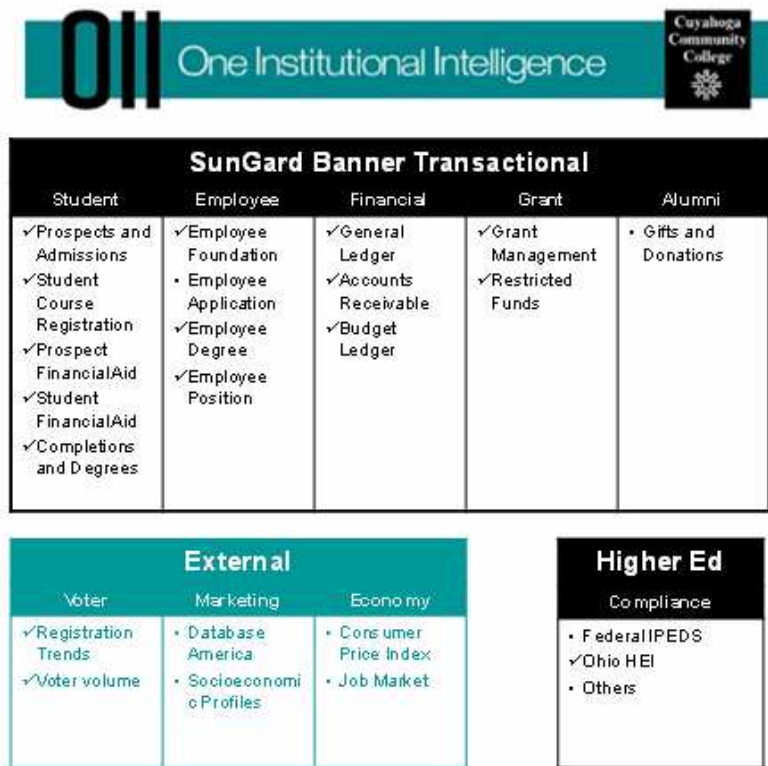 OII One Institutional Intelligence
Cuyahoga
Community
College
SunGard Banner Transactional
Student Employee Financial Grant Alumni
✓Prospects and
Admissions
✓Student
Course
Registration
✓Prospect
FinancialAid
✓Student
FinancialAid
✓Completions
and Degrees
✓Employee
Foundation
• Employee
Application
✓Employee
Degree
✓Employee
Position
✓General
Ledger
✓Accounts
Receivable
✓Budget
Ledger
✓Grant
Management
✓Restricted
Funds
• Gifts and
Donations
External
Voter Marketing Economy
✓Registration
Trends
✓Voter volume
• Database
America
• Socioeconomi
c Profiles
• Consumer
Price Index
• Job Market
Higher Ed
Compliance
• Federal IPEDS
✓Ohio HEI
• Others